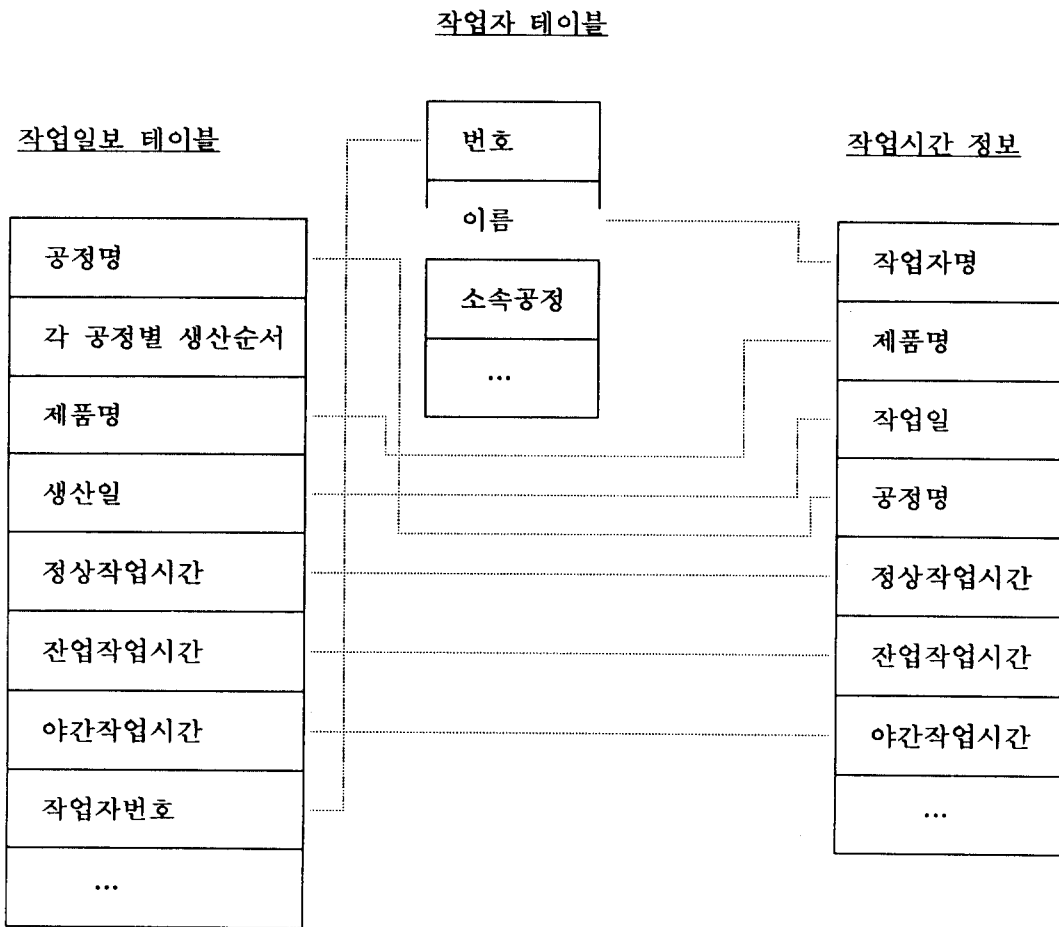 작업자 테이블
번호
이름
소속공정
...
작업일보 테이블
공정명
각 공정별 생산순서
제품명
생산일
정상작업시간
잔업작업시간
야간작업시간
작업자번호
...
작업시간 정보
작업자명
제품명
작업일
공정명
정상작업시간
잔업작업시간
야간작업시간
...